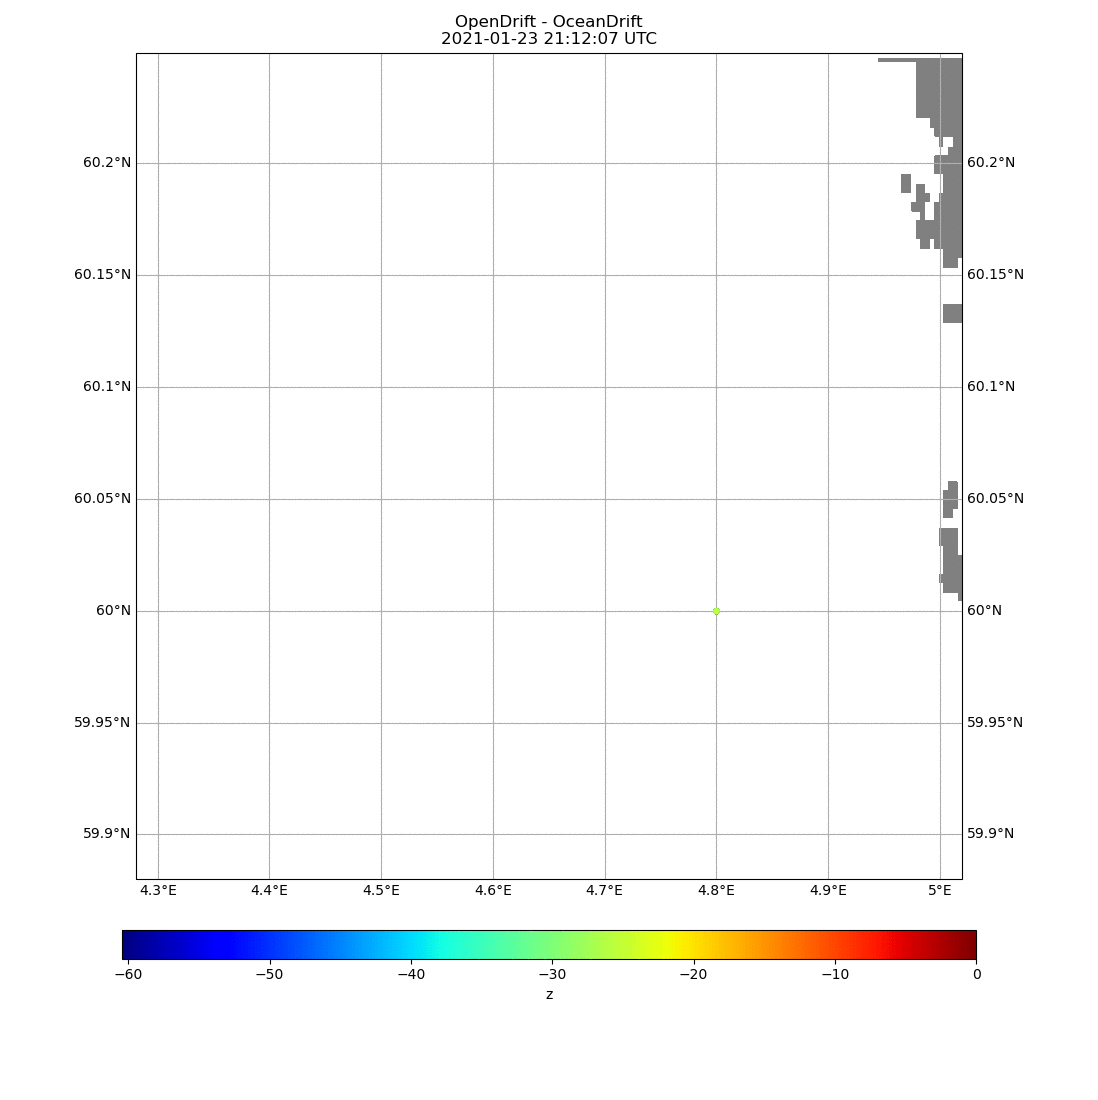 OpenDrift - OceanDrift
2021-01-23 21:12:07 UTC
60.2°N 60.2°N
60.15°N 60.15°N
60.1°N 60.1°N
60.05°N 60.05°N
60°N 60°N
59.95°N 59.95°N
59.9°N 59.9°N
4.3°E 4.4°E 4.5°E 4.6°E 4.7°E 4.8°E 4.9°E 5°E
−60 −50 −40 −30 −20 −10 0
z